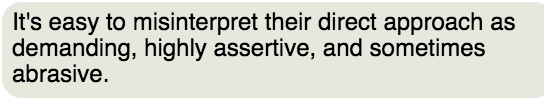 It's easy to misinterpret their direct approach as
demanding, highly assertive, and sometimes
abrasive.